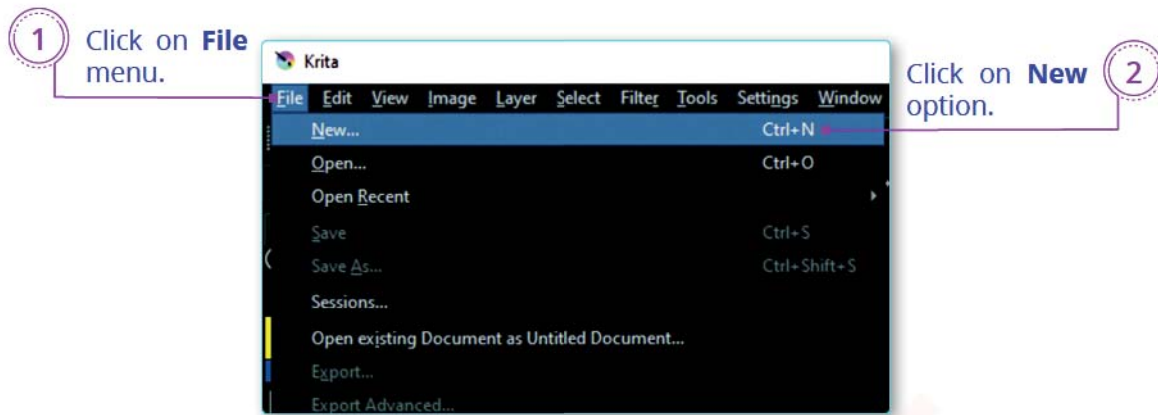 1
Click on File
menu.
Krita
File Edit View Image Layer Select Filter Tools Settings Window
New... Ctrl+N
Open... Ctrl+O
Open Recent
Save Ctrl+S
Save As... Ctrl+Shift+S
Sessions...
Open existing Document as Untitled Document...
Export...
Export Advanced...
Click on New
option.
2